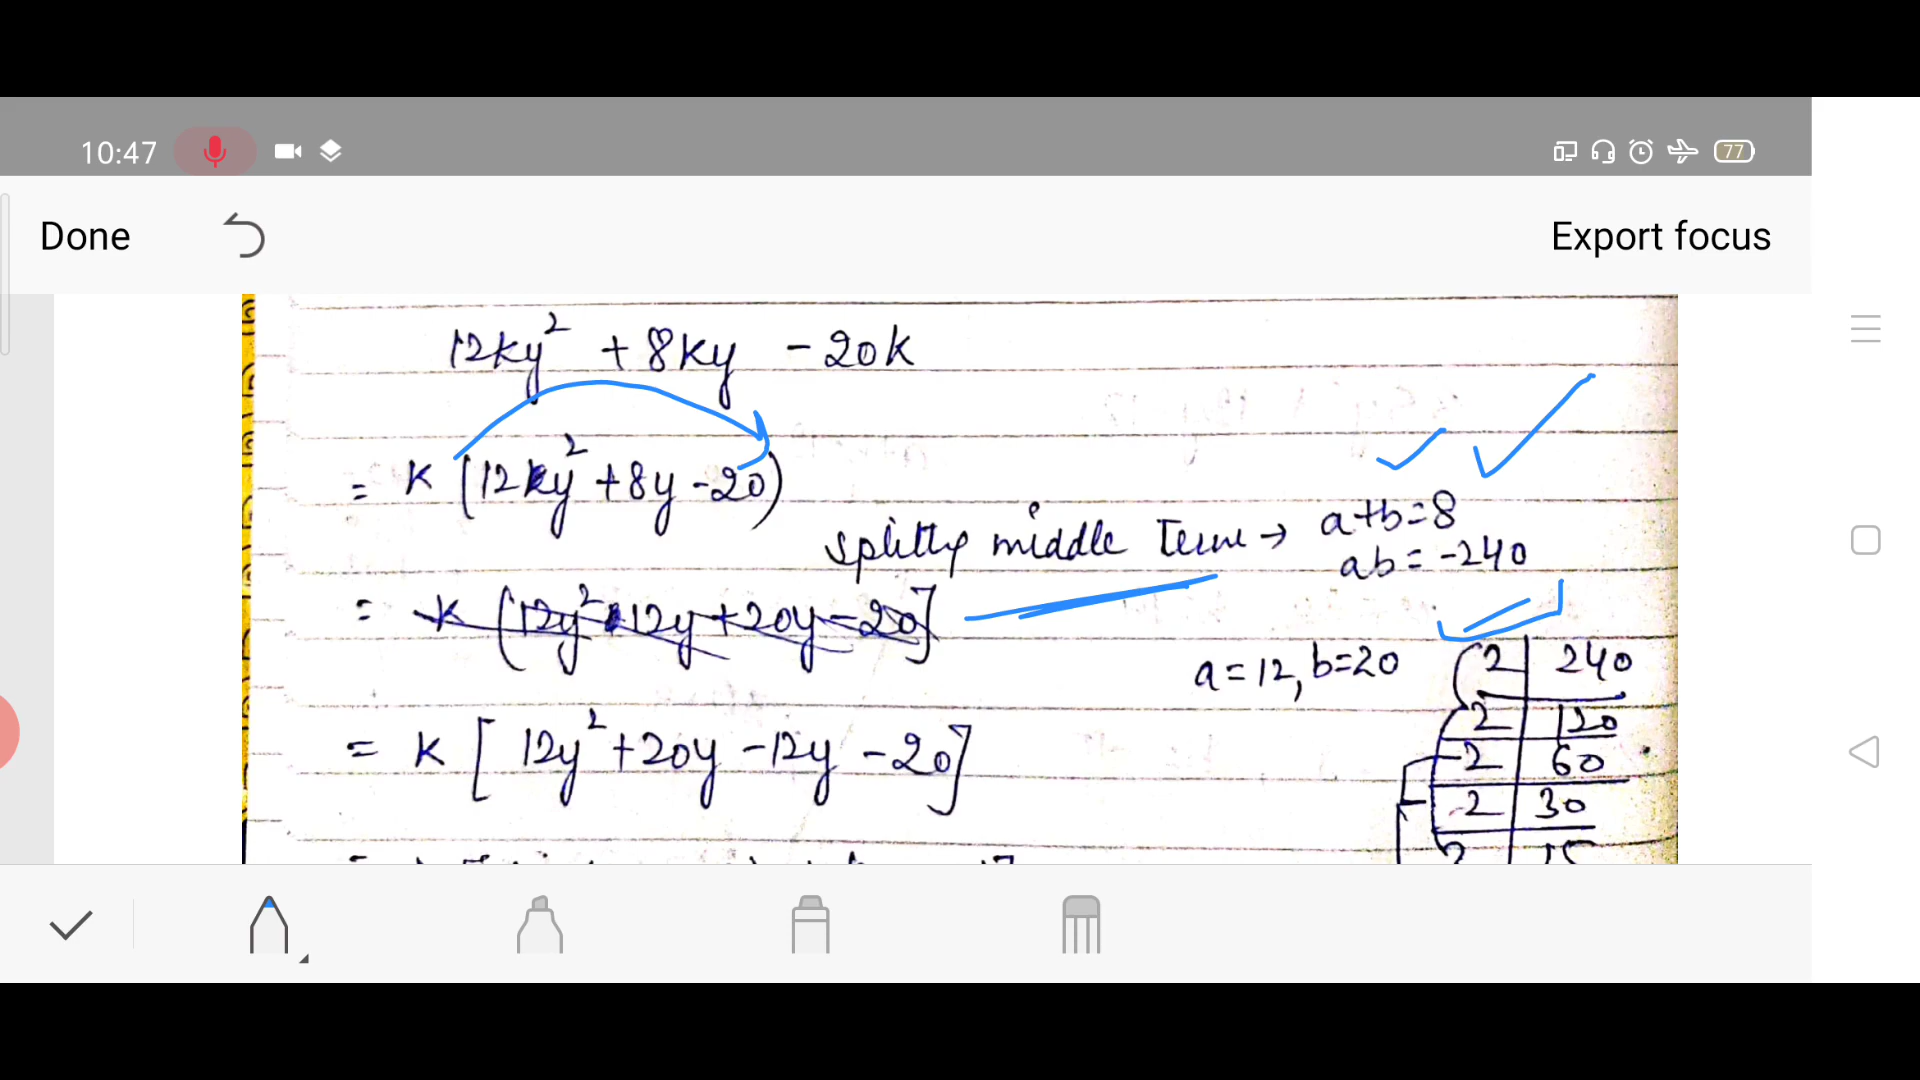 10:47 77
Done Export focus
12ky² + 8ky - 20k
= K (12ky² + 8y - 20)
splitting middle Term → a+b=8
ab = -240
= K [12y² 12y + 20y - 20]
a = 12, b = 20
2 | 240
2 | 120
2 | 60
2 | 30
= K [12y² + 20y - 12y - 20]